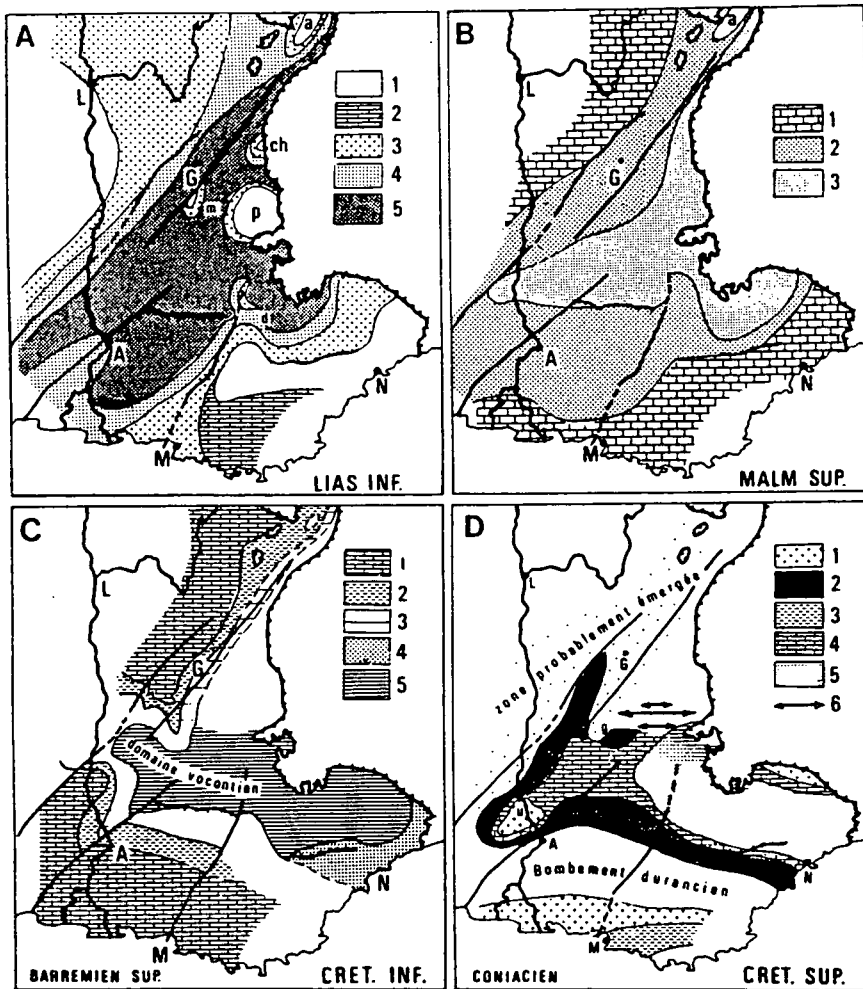 A
a
1
2
3
4
5
L
ch
G
m
p
d
A
N
M
LIAS INF.
B
a
1
2
3
L
G
A
N
M
MALM SUP.
C
1
2
3
4
5
L
G
domaine vocontien
A
N
M
BARREMIEN SUP.
CRET. INF.
D
1
2
3
4
5
6
L
zone probablement émergée
G
g
u
A
Bombement durancien
N
M
CONIACIEN
CRET. SUP.